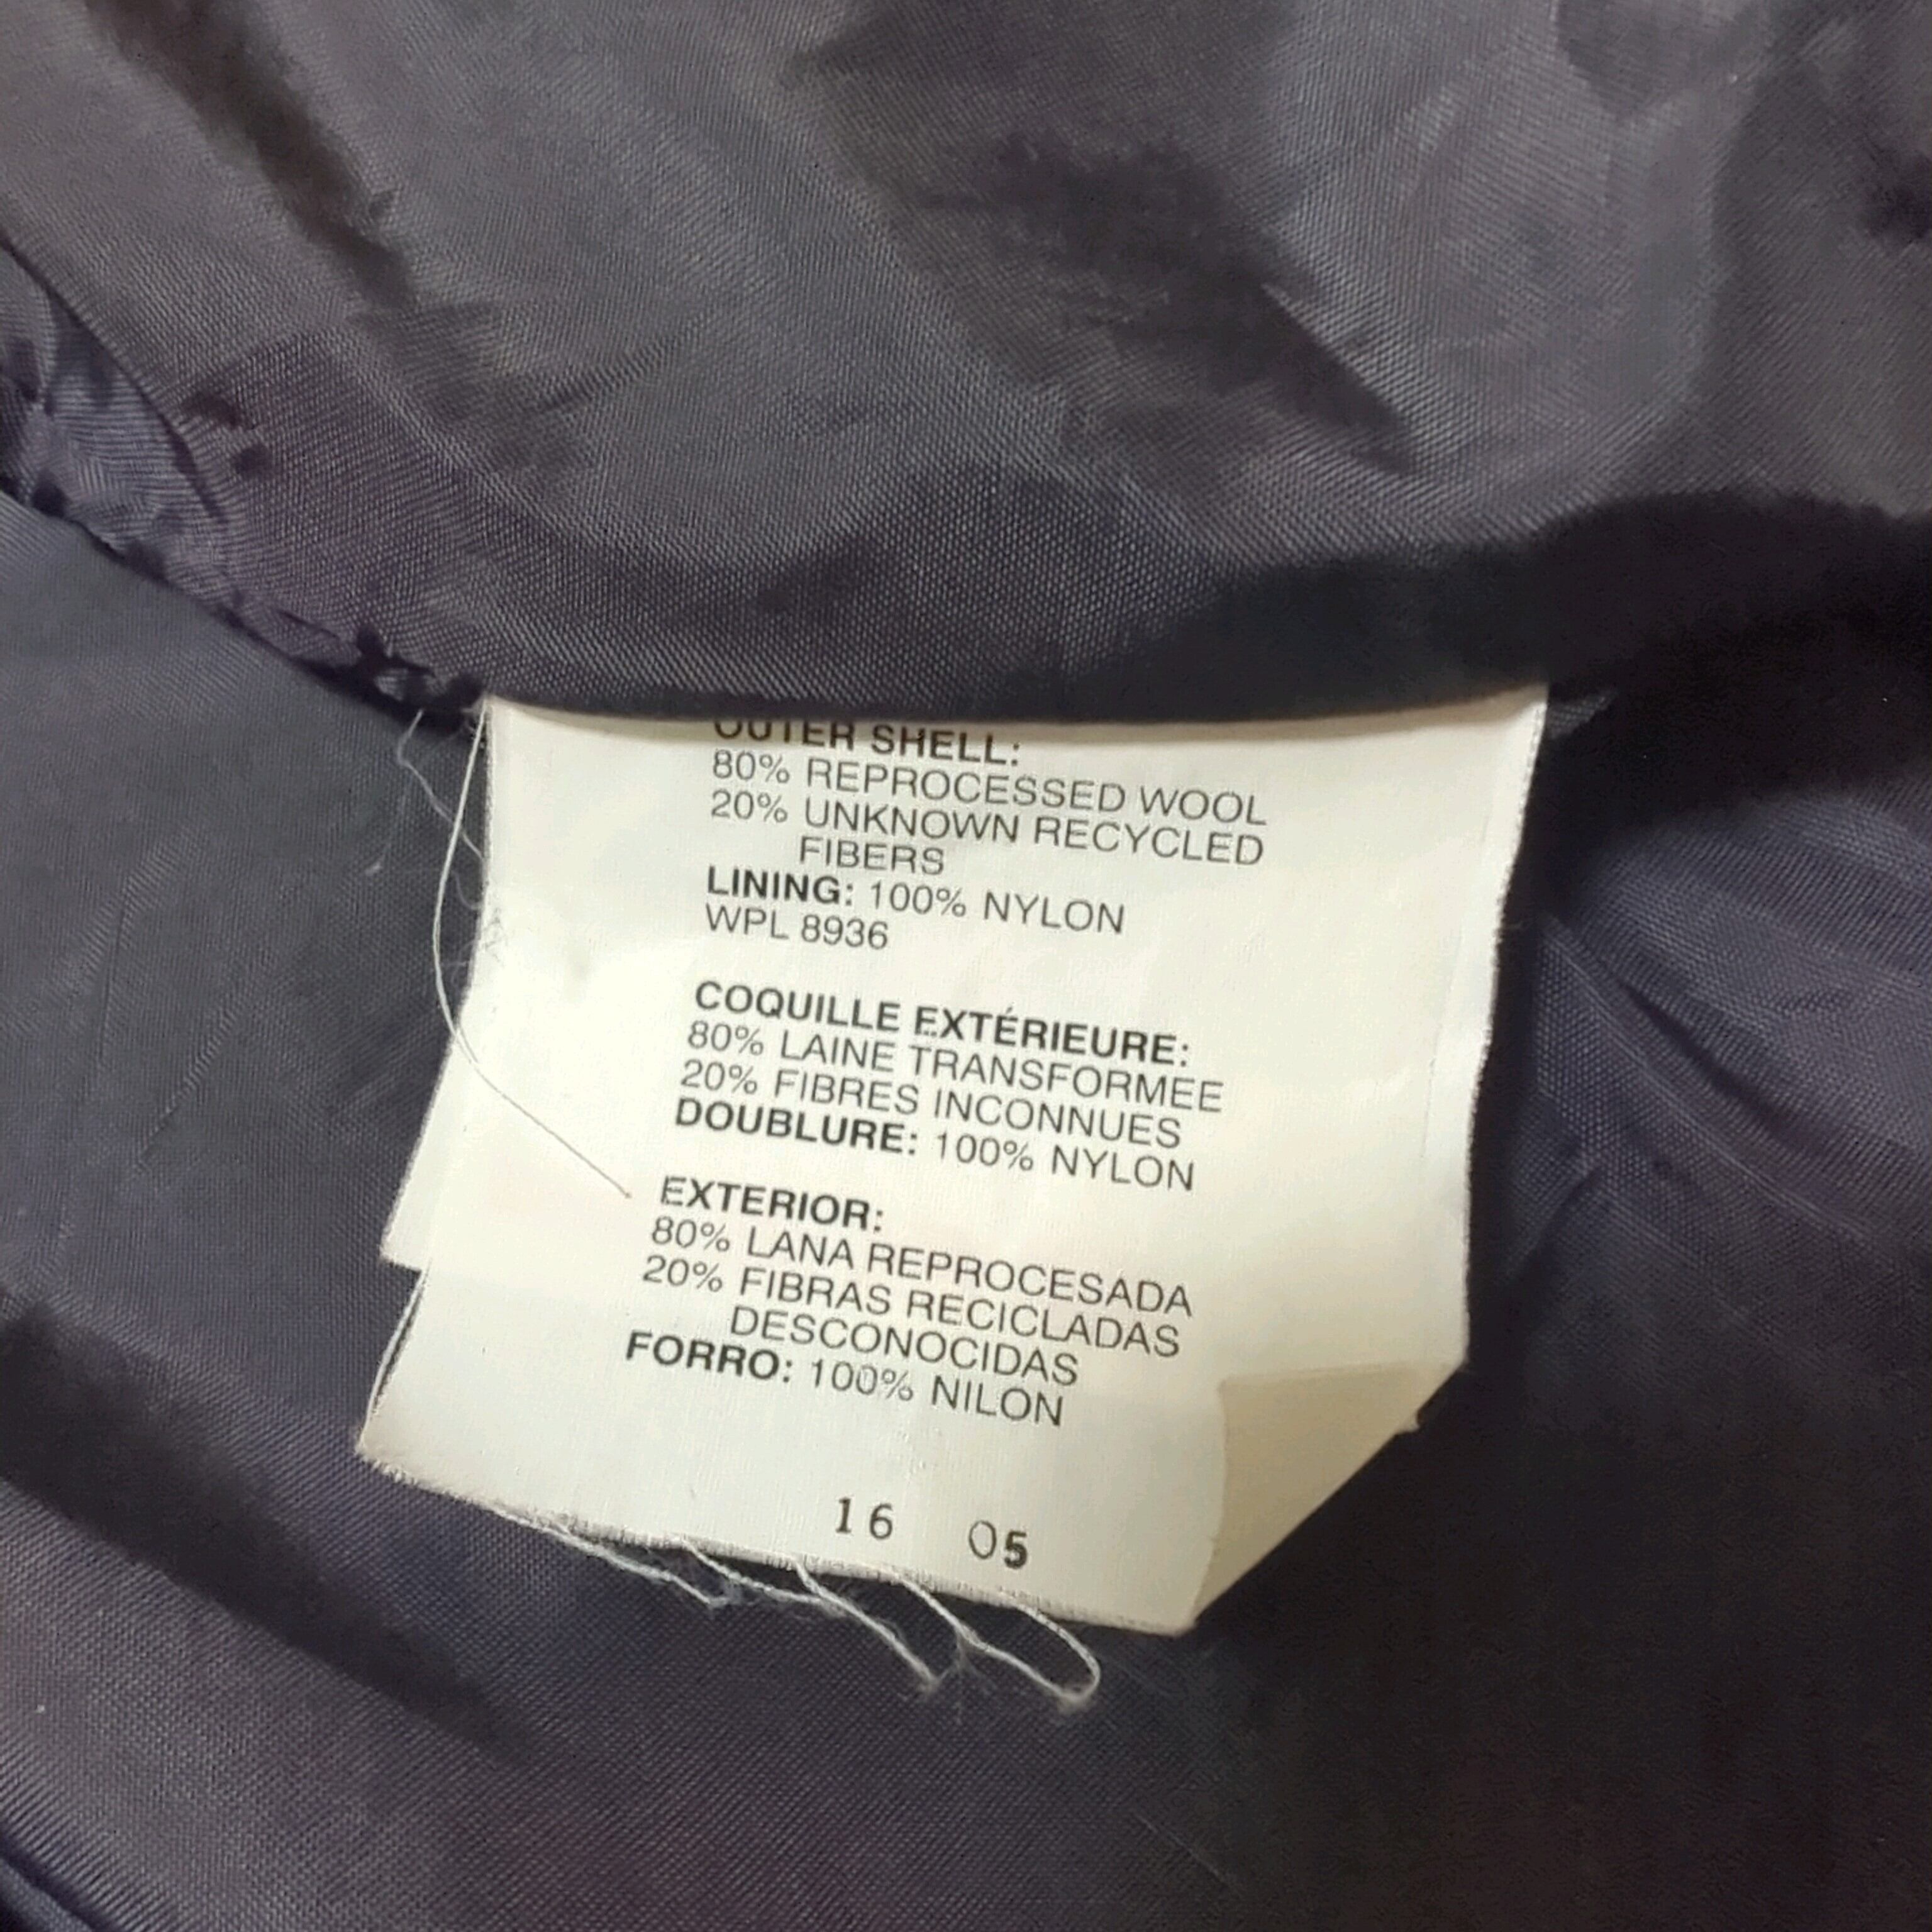 OUTER SHELL:
80% REPROCESSED WOOL
20% UNKNOWN RECYCLED
FIBERS
LINING: 100% NYLON
WPL 8936
COQUILLE EXTÉRIEURE:
80% LAINE TRANSFORMEE
20% FIBRES INCONNUES
DOUBLURE: 100% NYLON
EXTERIOR:
80% LANA REPROCESADA
20% FIBRAS RECICLADAS
DESCONOCIDAS
FORRO: 100% NILON
16 05